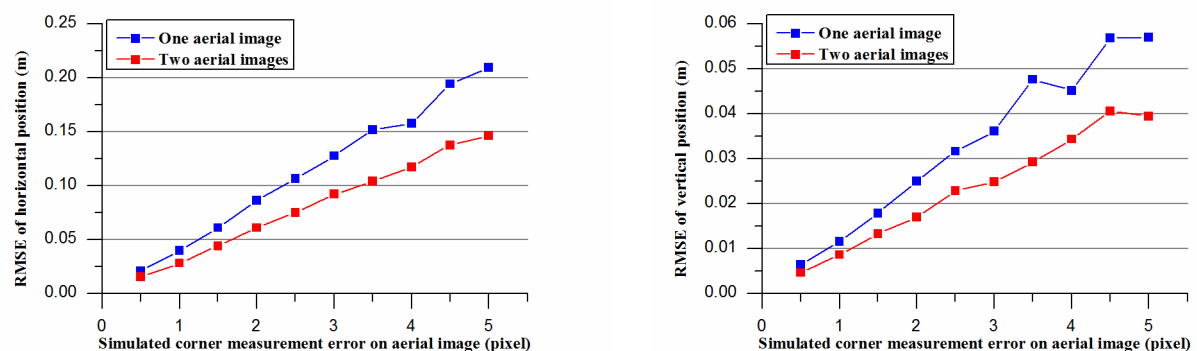 RMSE of horizontal position (m)
0.25
0.20
0.15
0.10
0.05
0.00
One aerial image
Two aerial images
0 1 2 3 4 5
Simulated corner measurement error on aerial image (pixel)
RMSE of vertical position (m)
0.06
0.05
0.04
0.03
0.02
0.01
0.00
One aerial image
Two aerial images
0 1 2 3 4 5
Simulated corner measurement error on aerial image (pixel)